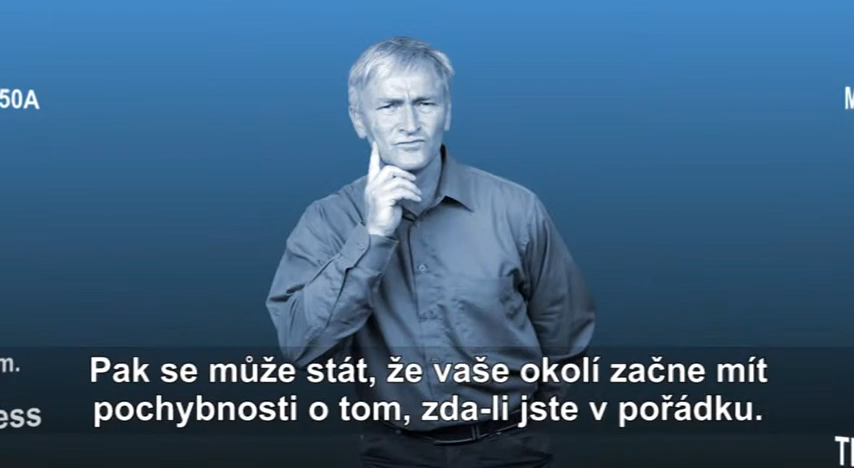 50A
m.
ess
Pak se může stát, že vaše okolí začne mít
pochybnosti o tom, zda-li jste v pořádku.